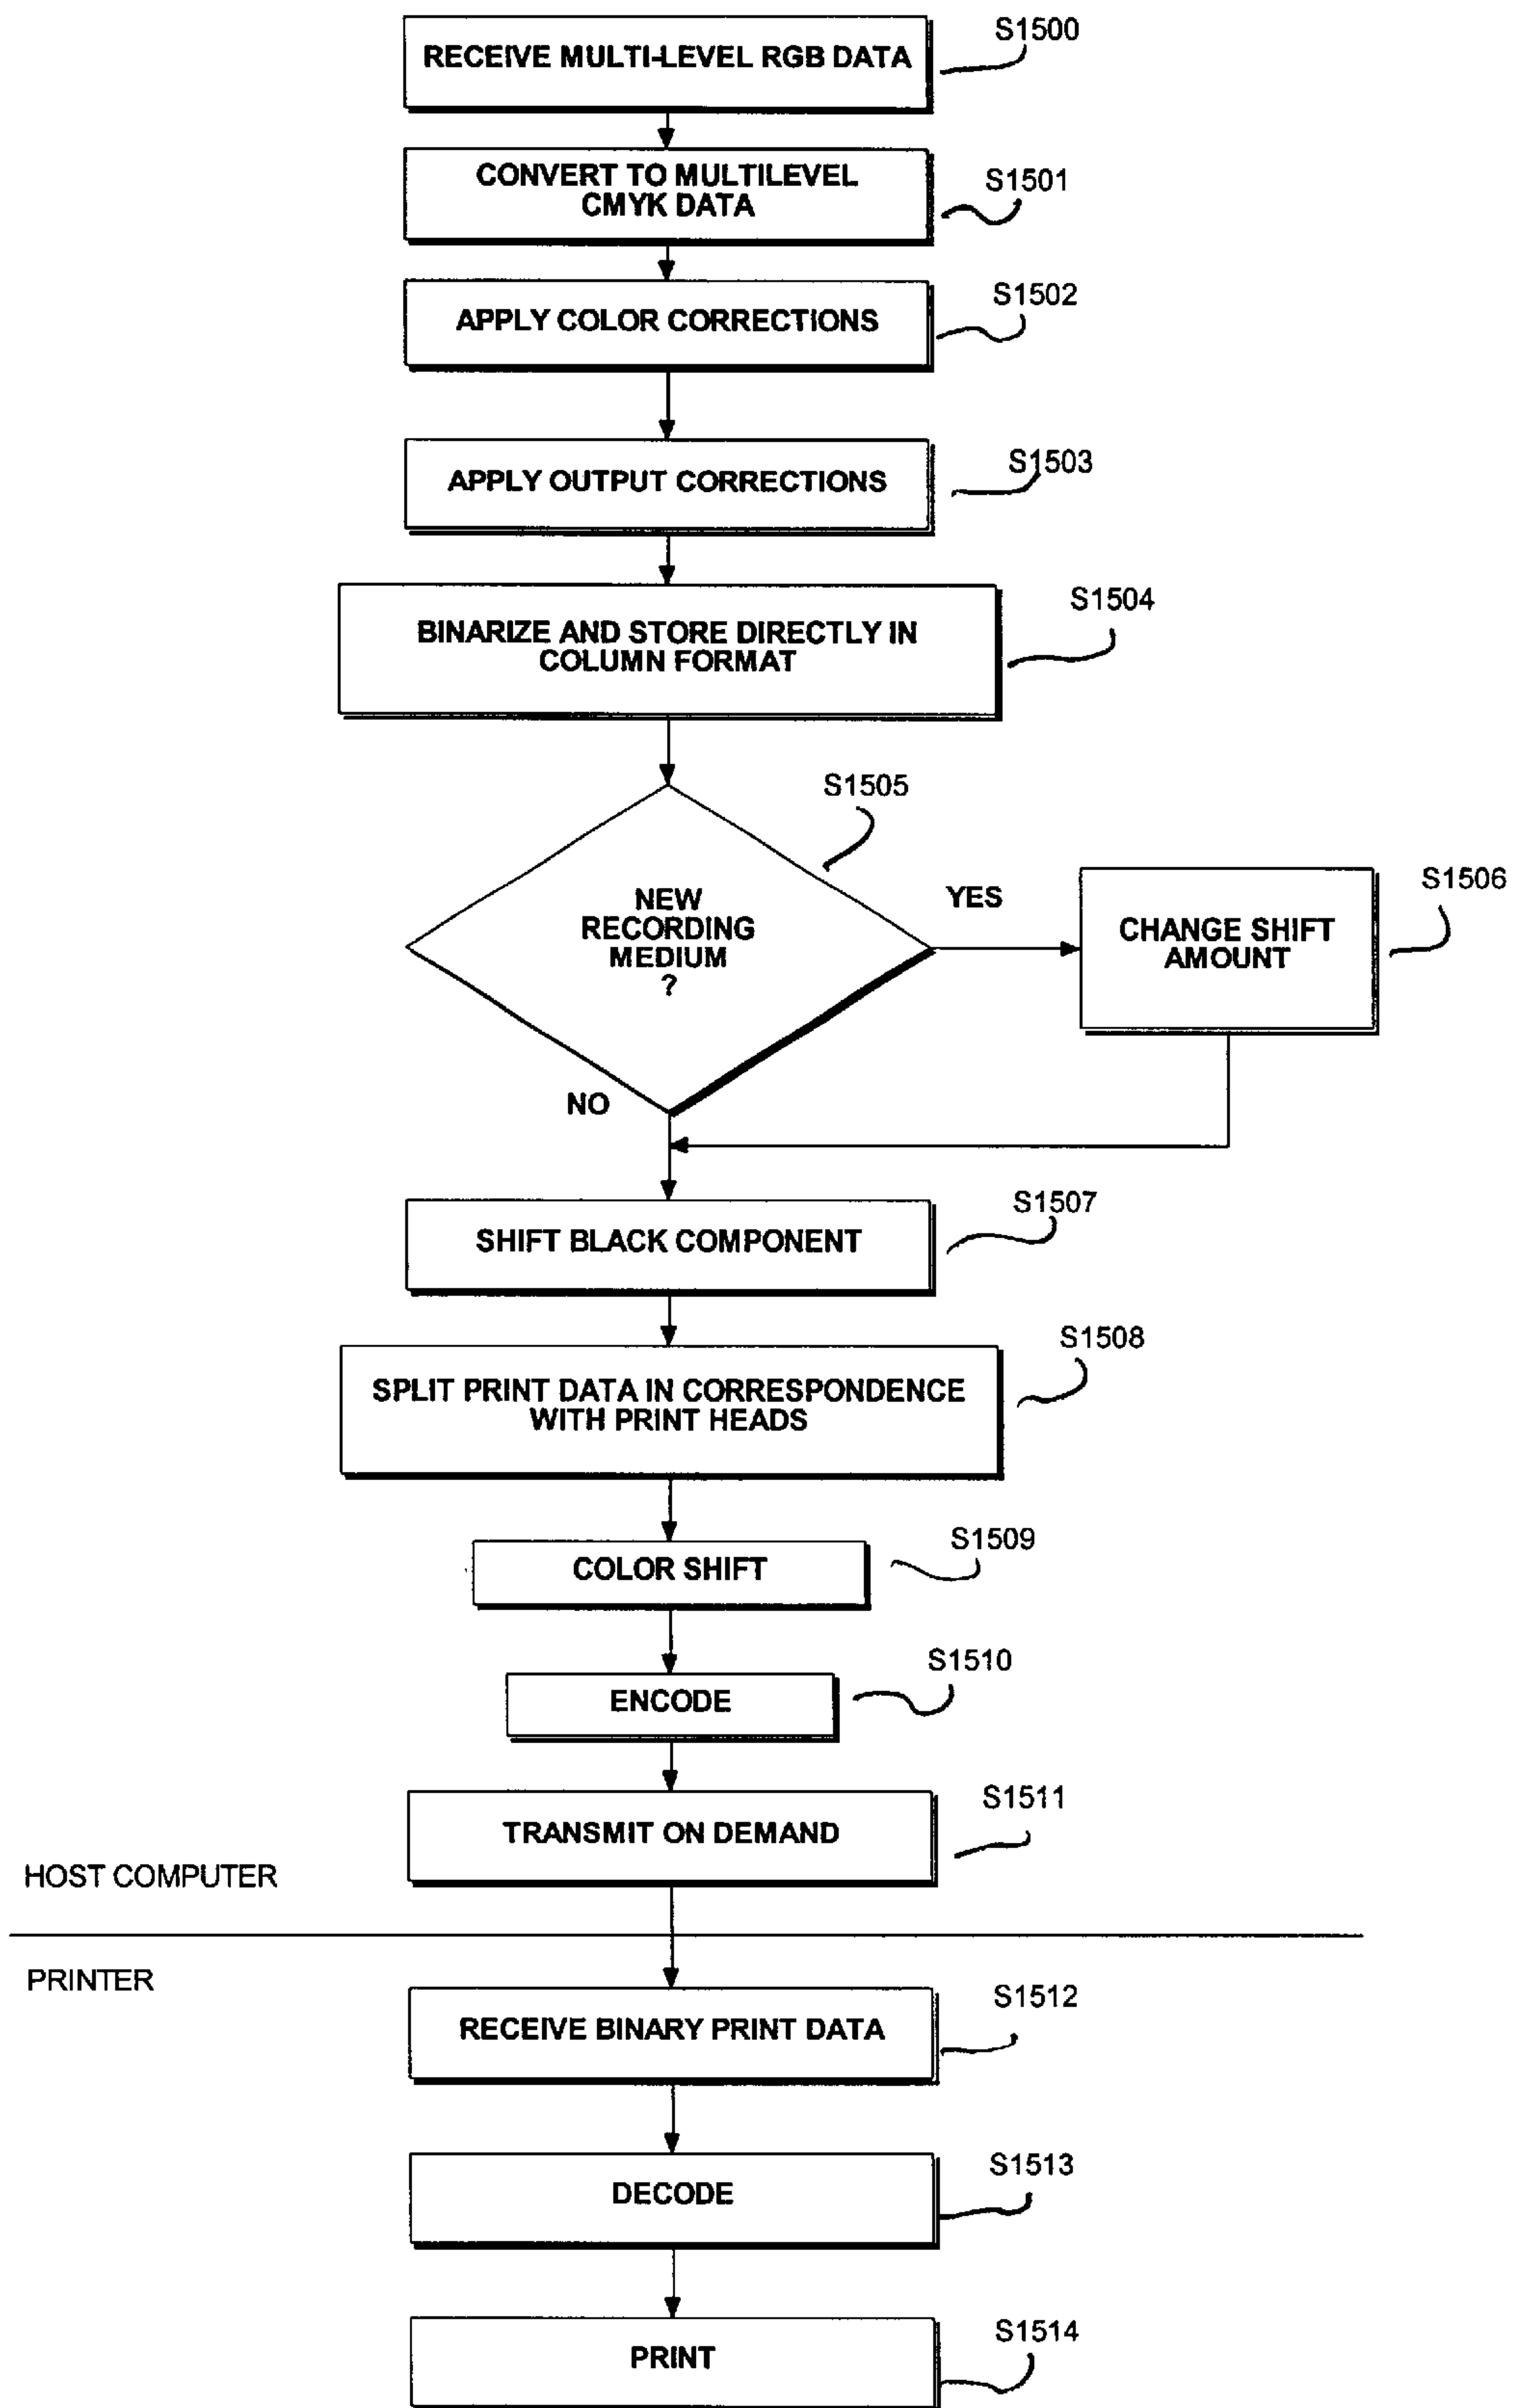 S1500
RECEIVE MULTI-LEVEL RGB DATA
S1501
CONVERT TO MULTILEVEL
CMYK DATA
S1502
APPLY COLOR CORRECTIONS
S1503
APPLY OUTPUT CORRECTIONS
S1504
BINARIZE AND STORE DIRECTLY IN
COLUMN FORMAT
S1505
NEW
RECORDING
MEDIUM
?
YES
S1506
CHANGE SHIFT
AMOUNT
NO
S1507
SHIFT BLACK COMPONENT
S1508
SPLIT PRINT DATA IN CORRESPONDENCE
WITH PRINT HEADS
S1509
COLOR SHIFT
S1510
ENCODE
S1511
TRANSMIT ON DEMAND
HOST COMPUTER
PRINTER
S1512
RECEIVE BINARY PRINT DATA
S1513
DECODE
S1514
PRINT